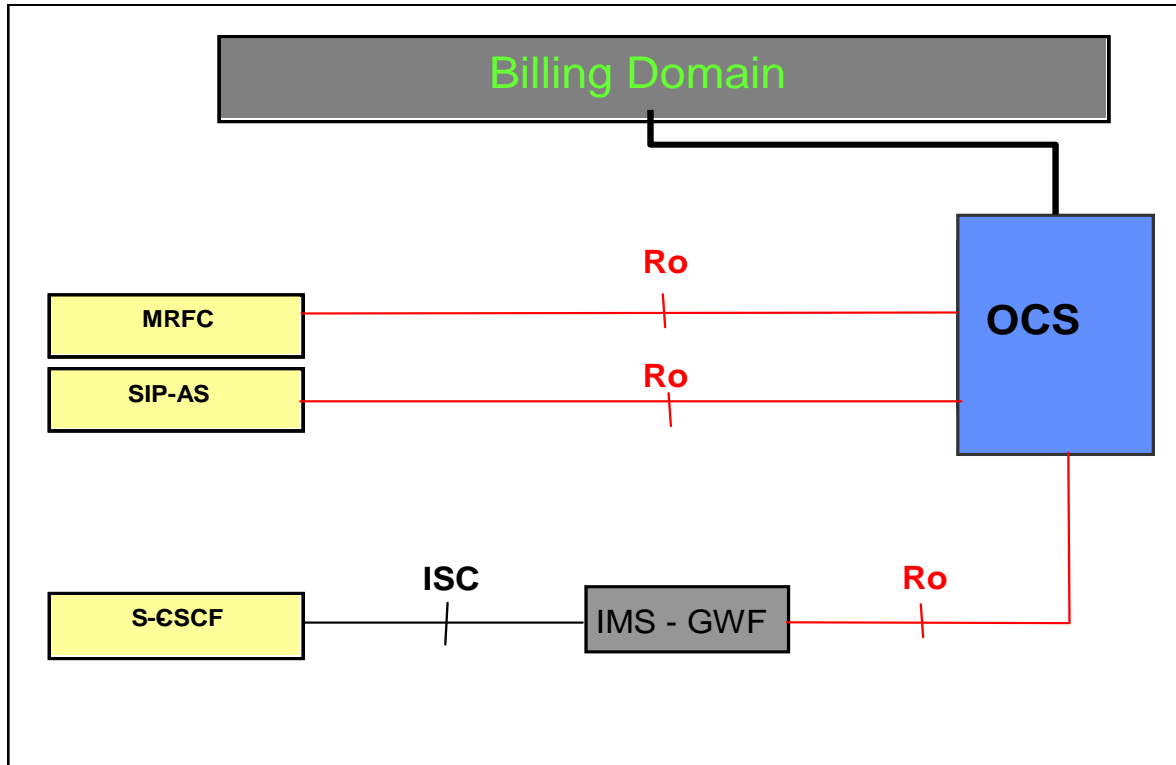 Billing Domain
Ro
MRFC
OCS
Ro
SIP-AS
ISC
Ro
S-CSCF
IMS - GWF